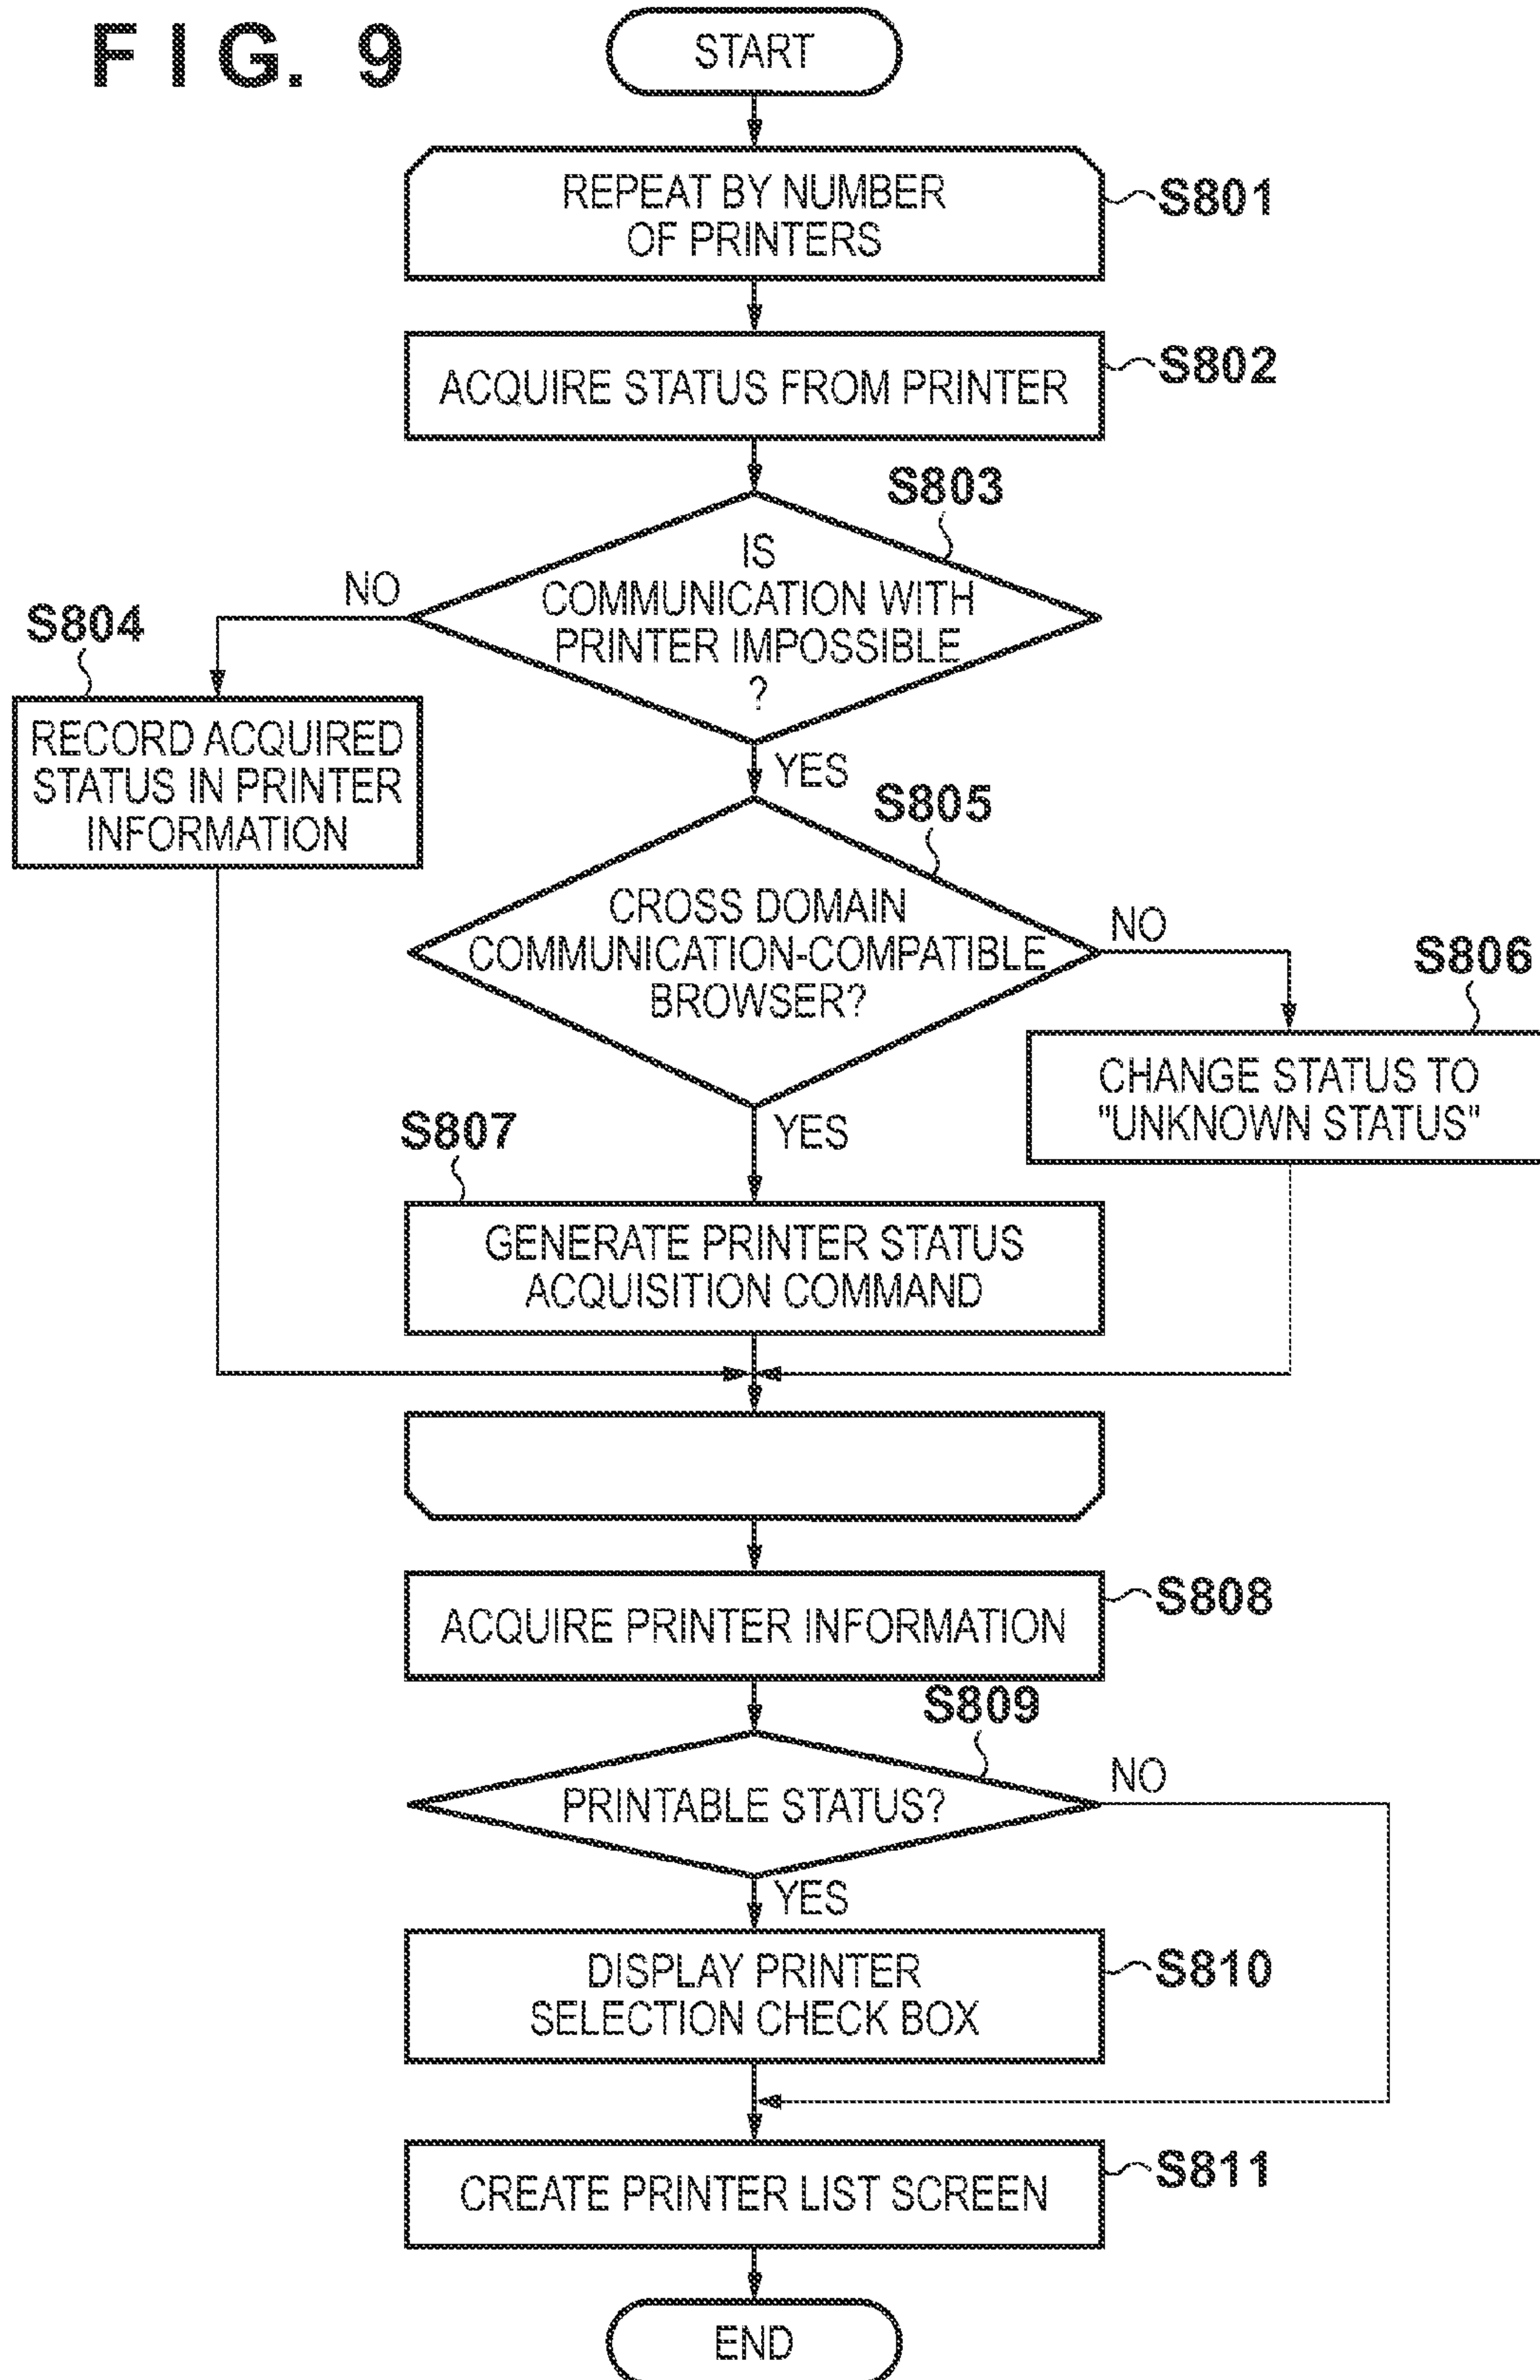 FIG. 9
START
REPEAT BY NUMBER
OF PRINTERS
S801
ACQUIRE STATUS FROM PRINTER
S802
S803
IS
COMMUNICATION WITH
PRINTER IMPOSSIBLE
?
NO
YES
S804
RECORD ACQUIRED
STATUS IN PRINTER
INFORMATION
S805
CROSS DOMAIN
COMMUNICATION-COMPATIBLE
BROWSER?
NO
YES
S806
CHANGE STATUS TO
"UNKNOWN STATUS"
S807
GENERATE PRINTER STATUS
ACQUISITION COMMAND
ACQUIRE PRINTER INFORMATION
S808
S809
PRINTABLE STATUS?
NO
YES
DISPLAY PRINTER
SELECTION CHECK BOX
S810
CREATE PRINTER LIST SCREEN
S811
END